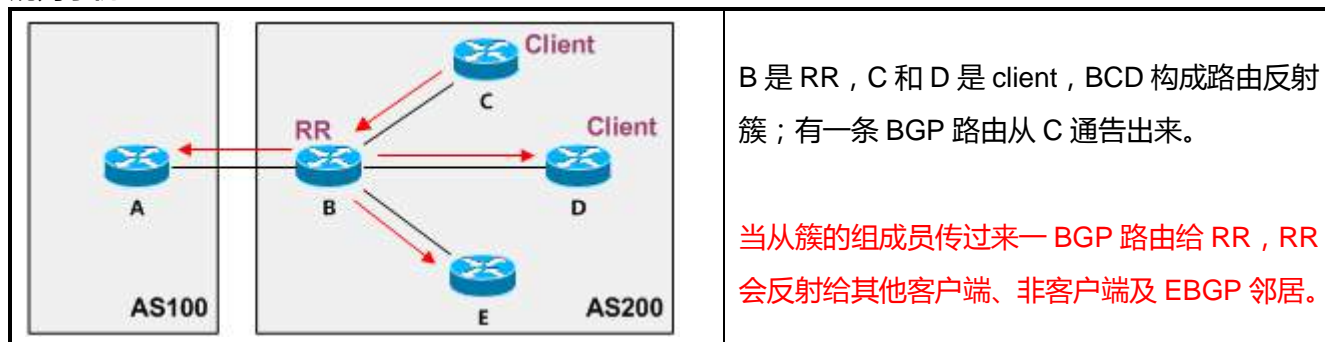 Client
C
RR
Client
A
B
D
AS100
E
AS200
B 是 RR，C 和 D 是 client，BCD 构成路由反射
簇；有一条 BGP 路由从 C 通告出来。
当从簇的组成员传过来一 BGP 路由给 RR，RR
会反射给其他客户端、非客户端及 EBGP 邻居。